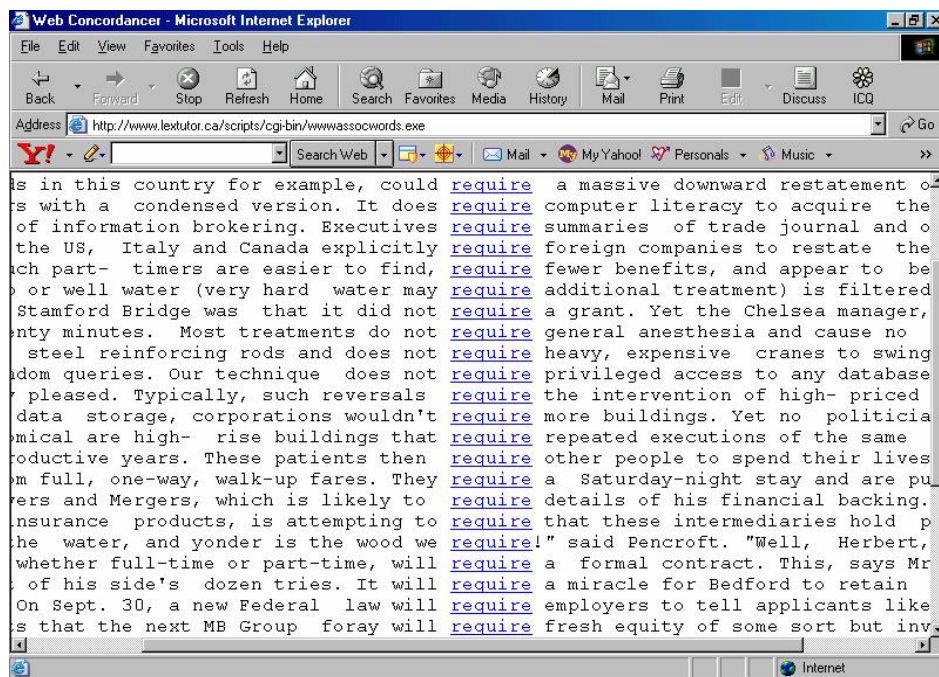 Web Concordancer - Microsoft Internet Explorer
File Edit View Favorites Tools Help
Back Forward Stop Refresh Home Search Favorites Media History Mail Print Edit Discuss ICQ
Address http://www.lextutor.ca/scripts/cgi-bin/wwwassocwords.exe Go
Y! Search Web Mail My Yahoo! Personals Music »
in this country for example, could require a massive downward restatement
with a condensed version. It does require computer literacy to acquire the
of information brokering. Executives require summaries of trade journal and
the US, Italy and Canada explicitly require foreign companies to restate the
part- timers are easier to find, require fewer benefits, and appear to be
or well water (very hard water may require additional treatment) is filtered
Stamford Bridge was that it did not require a grant. Yet the Chelsea manager,
minutes. Most treatments do not require general anesthesia and cause no
steel reinforcing rods and does not require heavy, expensive cranes to swing
queries. Our technique does not require privileged access to any database
pleased. Typically, such reversals require the intervention of high- priced
data storage, corporations wouldn't require more buildings. Yet no politicia
omical are high- rise buildings that require repeated executions of the same
roductive years. These patients then require other people to spend their lives
full, one-way, walk-up fares. They require a Saturday-night stay and are pu
vers and Mergers, which is likely to require details of his financial backing.
insurance products, is attempting to require that these intermediaries hold p
the water, and yonder is the wood we require!" said Pencroft. "Well, Herbert,
whether full-time or part-time, will require a formal contract. This, says Mr
of his side's dozen tries. It will require a miracle for Bedford to retain
On Sept. 30, a new Federal law will require employers to tell applicants like
that the next MB Group foray will require fresh equity of some sort but inv
Internet